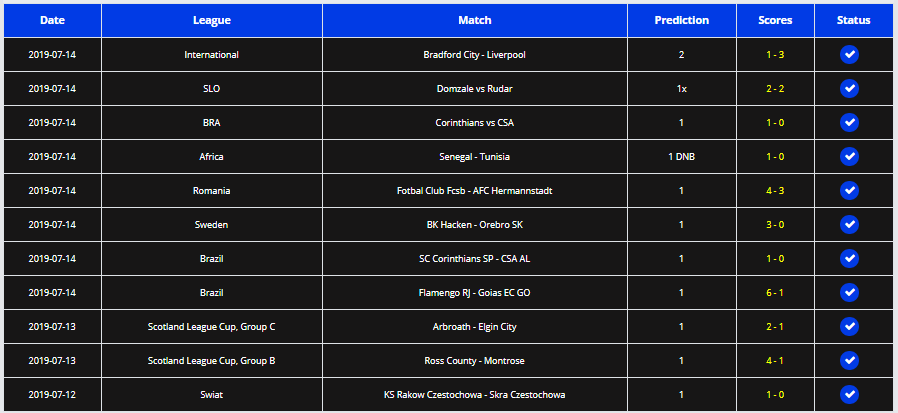 Date League Match Prediction Scores Status
2019-07-14 International Bradford City - Liverpool 2 1 - 3
2019-07-14 SLO Domzale vs Rudar 1x 2 - 2
2019-07-14 BRA Corinthians vs CSA 1 1 - 0
2019-07-14 Africa Senegal - Tunisia 1 DNB 1 - 0
2019-07-14 Romania Fotbal Club Fcsb - AFC Hermannstadt 1 4 - 3
2019-07-14 Sweden BK Hacken - Orebro SK 1 3 - 0
2019-07-14 Brazil SC Corinthians SP - CSA AL 1 1 - 0
2019-07-14 Brazil Flamengo RJ - Goias EC GO 1 6 - 1
2019-07-13 Scotland League Cup, Group C Arbroath - Elgin City 1 2 - 1
2019-07-13 Scotland League Cup, Group B Ross County - Montrose 1 4 - 1
2019-07-12 Swiat KS Rakow Czestochowa - Skra Czestochowa 1 1 - 0